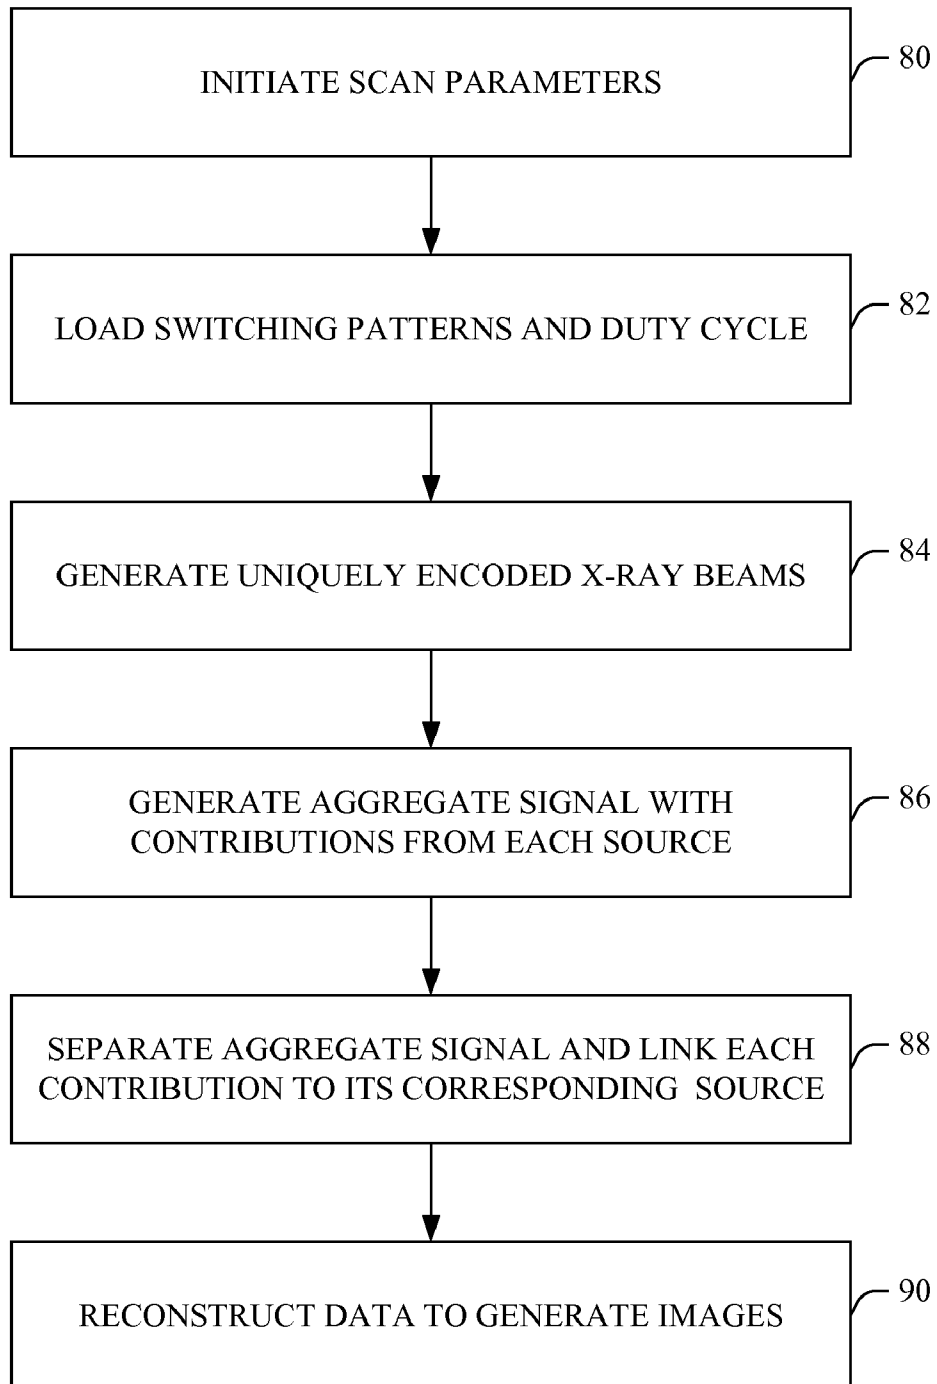 INITIATE SCAN PARAMETERS
80
LOAD SWITCHING PATTERNS AND DUTY CYCLE
82
GENERATE UNIQUELY ENCODED X-RAY BEAMS
84
GENERATE AGGREGATE SIGNAL WITH
CONTRIBUTIONS FROM EACH SOURCE
86
SEPARATE AGGREGATE SIGNAL AND LINK EACH
CONTRIBUTION TO ITS CORRESPONDING SOURCE
88
RECONSTRUCT DATA TO GENERATE IMAGES
90